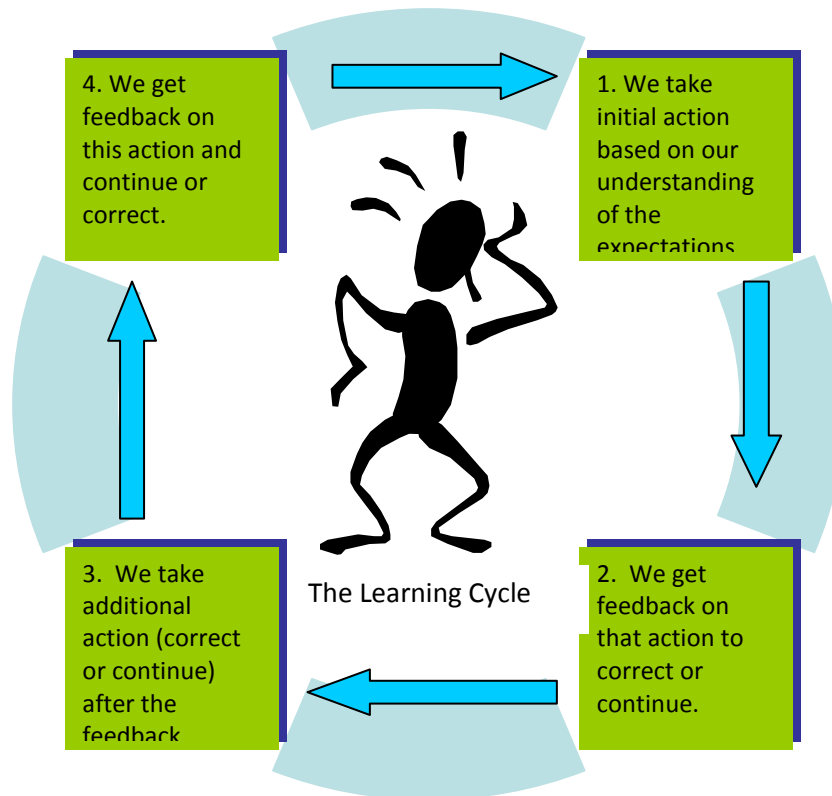 4. We get
feedback on
this action and
continue or
correct.
1. We take
initial action
based on our
understanding
of the
expectations
The Learning Cycle
3.  We take
additional
action (correct
or continue)
after the
feedback
2.  We get
feedback on
that action to
correct or
continue.